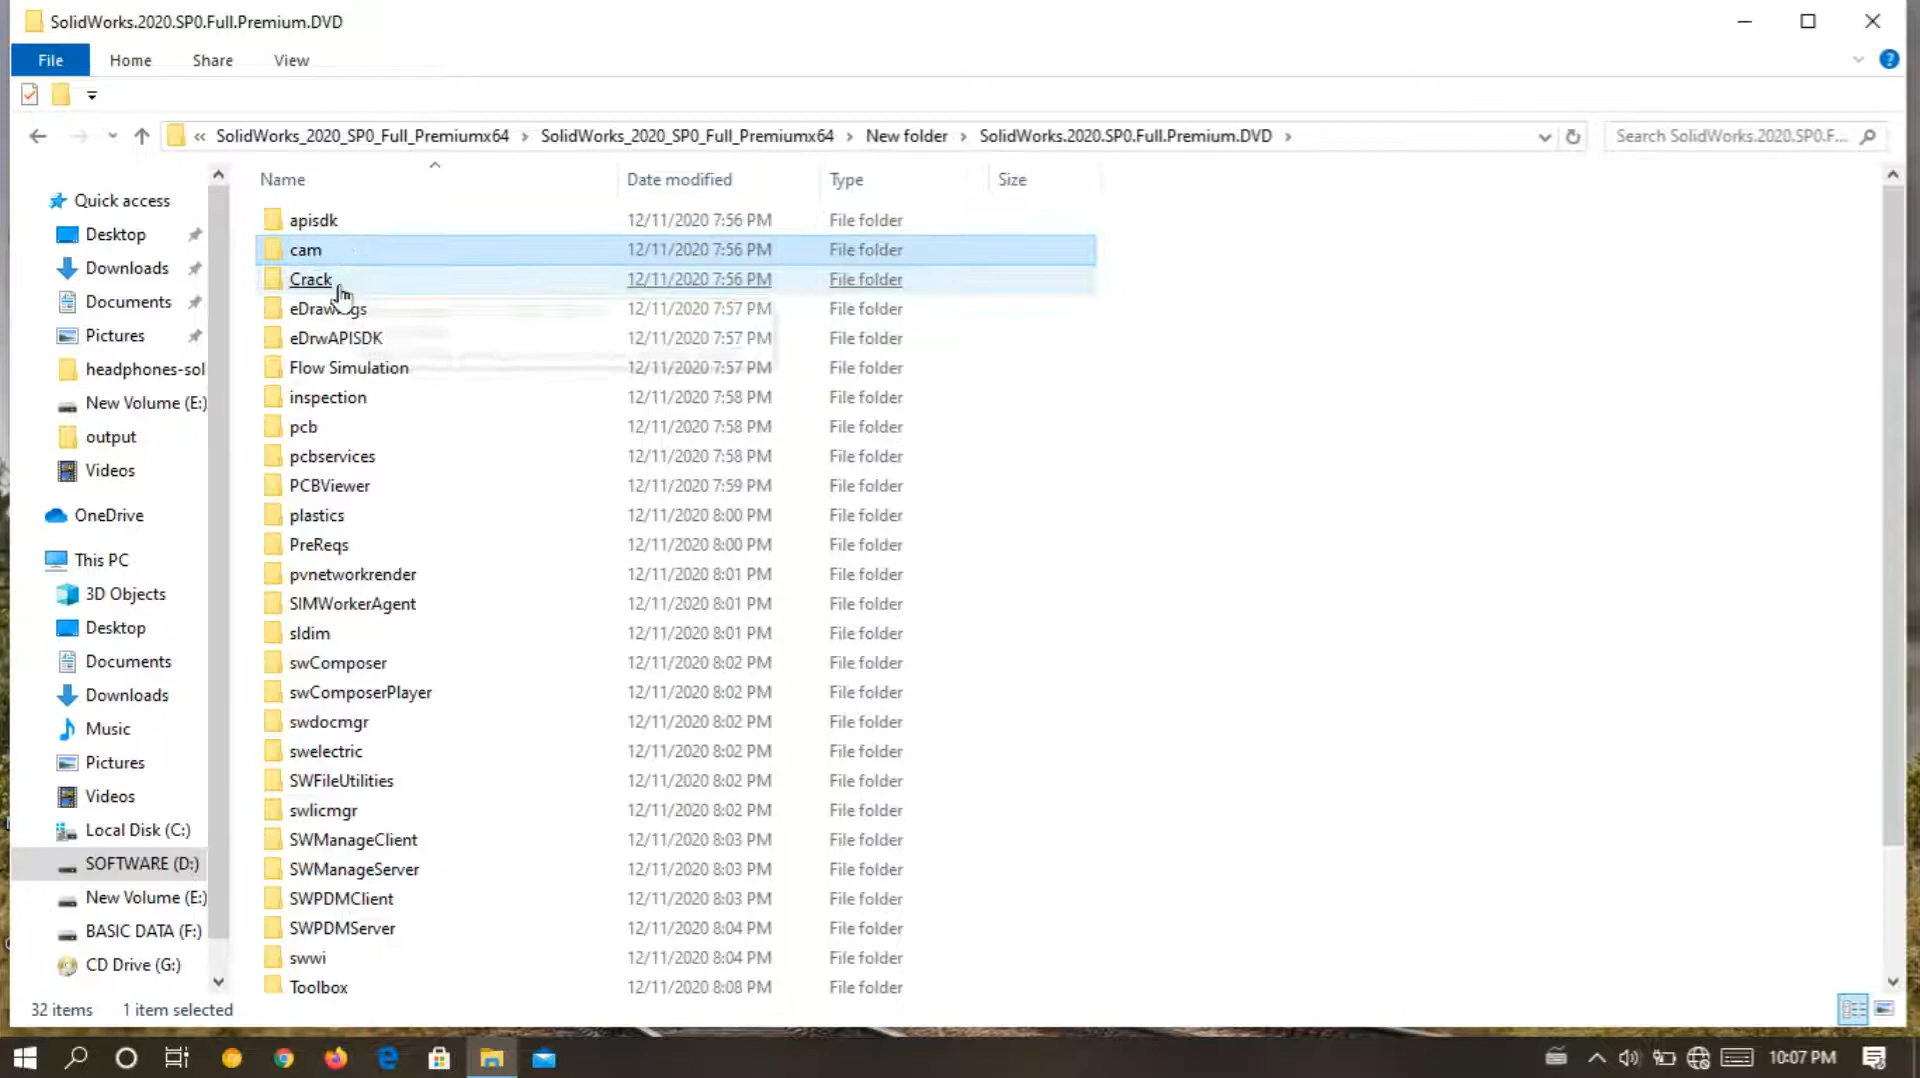 SolidWorks.2020.SP0.Full.Premium.DVD
File Home Share View
« SolidWorks_2020_SP0_Full_Premiumx64 › SolidWorks_2020_SP0_Full_Premiumx64 › New folder › SolidWorks.2020.SP0.Full.Premium.DVD ›
Search SolidWorks.2020.SP0.F...
Name Date modified Type Size
Quick access
Desktop
Downloads
Documents
Pictures
headphones-sol
New Volume (E:)
output
Videos
OneDrive
This PC
3D Objects
Desktop
Documents
Downloads
Music
Pictures
Videos
Local Disk (C:)
SOFTWARE (D:)
New Volume (E:)
BASIC DATA (F:)
CD Drive (G:)
apisdk 12/11/2020 7:56 PM File folder
cam 12/11/2020 7:56 PM File folder
Crack 12/11/2020 7:56 PM File folder
12/11/2020 7:57 PM File folder
eDrwAPISDK 12/11/2020 7:57 PM File folder
Flow Simulation 12/11/2020 7:57 PM File folder
inspection 12/11/2020 7:58 PM File folder
pcb 12/11/2020 7:58 PM File folder
pcbservices 12/11/2020 7:58 PM File folder
PCBViewer 12/11/2020 7:59 PM File folder
plastics 12/11/2020 8:00 PM File folder
PreReqs 12/11/2020 8:00 PM File folder
pvnetworkrender 12/11/2020 8:01 PM File folder
SIMWorkerAgent 12/11/2020 8:01 PM File folder
sldim 12/11/2020 8:01 PM File folder
swComposer 12/11/2020 8:02 PM File folder
swComposerPlayer 12/11/2020 8:02 PM File folder
swdocmgr 12/11/2020 8:02 PM File folder
swelectric 12/11/2020 8:02 PM File folder
SWFileUtilities 12/11/2020 8:02 PM File folder
swlicmgr 12/11/2020 8:02 PM File folder
SWManageClient 12/11/2020 8:03 PM File folder
SWManageServer 12/11/2020 8:03 PM File folder
SWPDMClient 12/11/2020 8:03 PM File folder
SWPDMServer 12/11/2020 8:04 PM File folder
swwi 12/11/2020 8:04 PM File folder
Toolbox 12/11/2020 8:08 PM File folder
32 items 1 item selected
10:07 PM